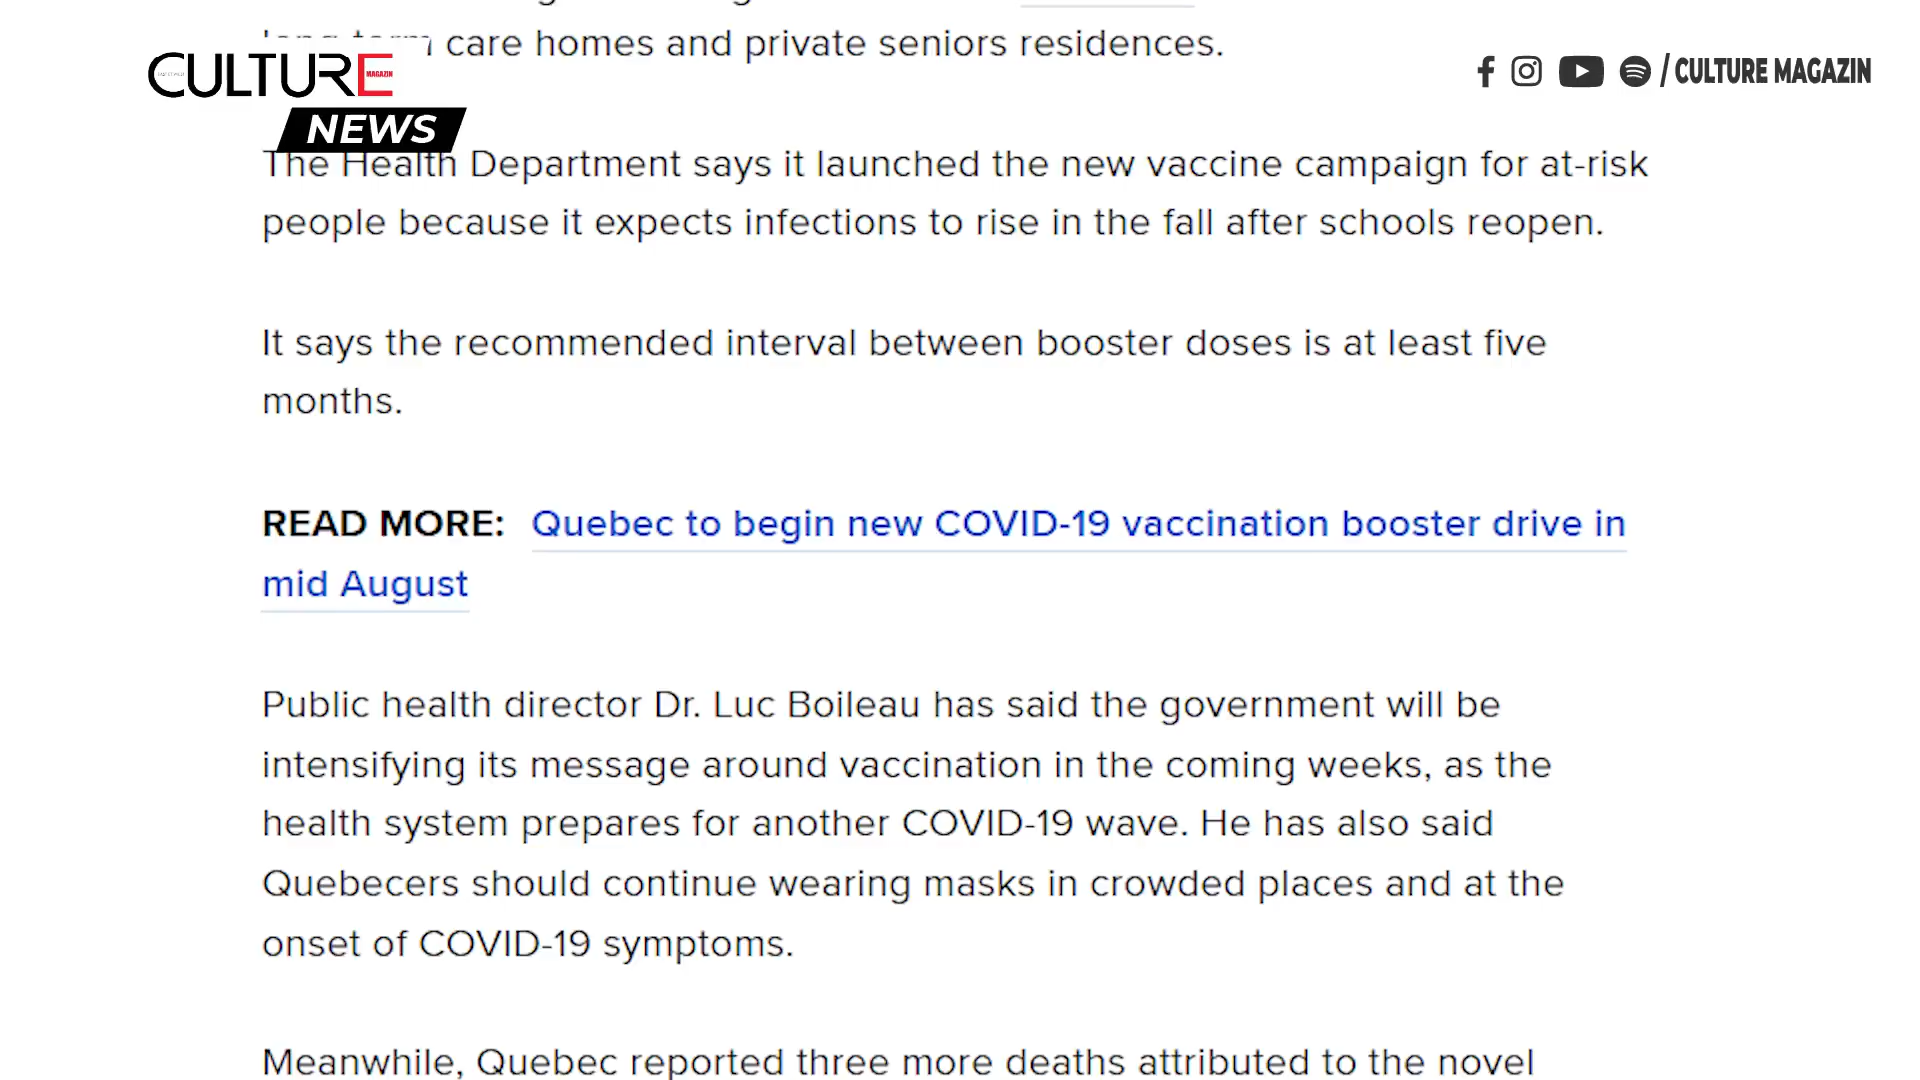 care homes and private seniors residences.
CULTURE
MAGAZIN
NEWS
/ CULTURE MAGAZIN
The Health Department says it launched the new vaccine campaign for at-risk
people because it expects infections to rise in the fall after schools reopen.
It says the recommended interval between booster doses is at least five
months.
READ MORE: Quebec to begin new COVID-19 vaccination booster drive in
mid August
Public health director Dr. Luc Boileau has said the government will be
intensifying its message around vaccination in the coming weeks, as the
health system prepares for another COVID-19 wave. He has also said
Quebecers should continue wearing masks in crowded places and at the
onset of COVID-19 symptoms.
Meanwhile, Quebec reported three more deaths attributed to the novel